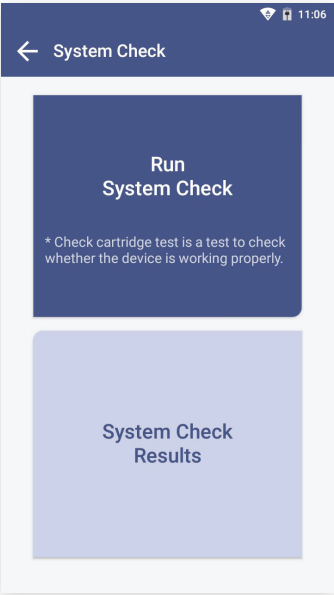 11:06
System Check
Run
System Check
* Check cartridge test is a test to check
whether the device is working properly.
System Check
Results